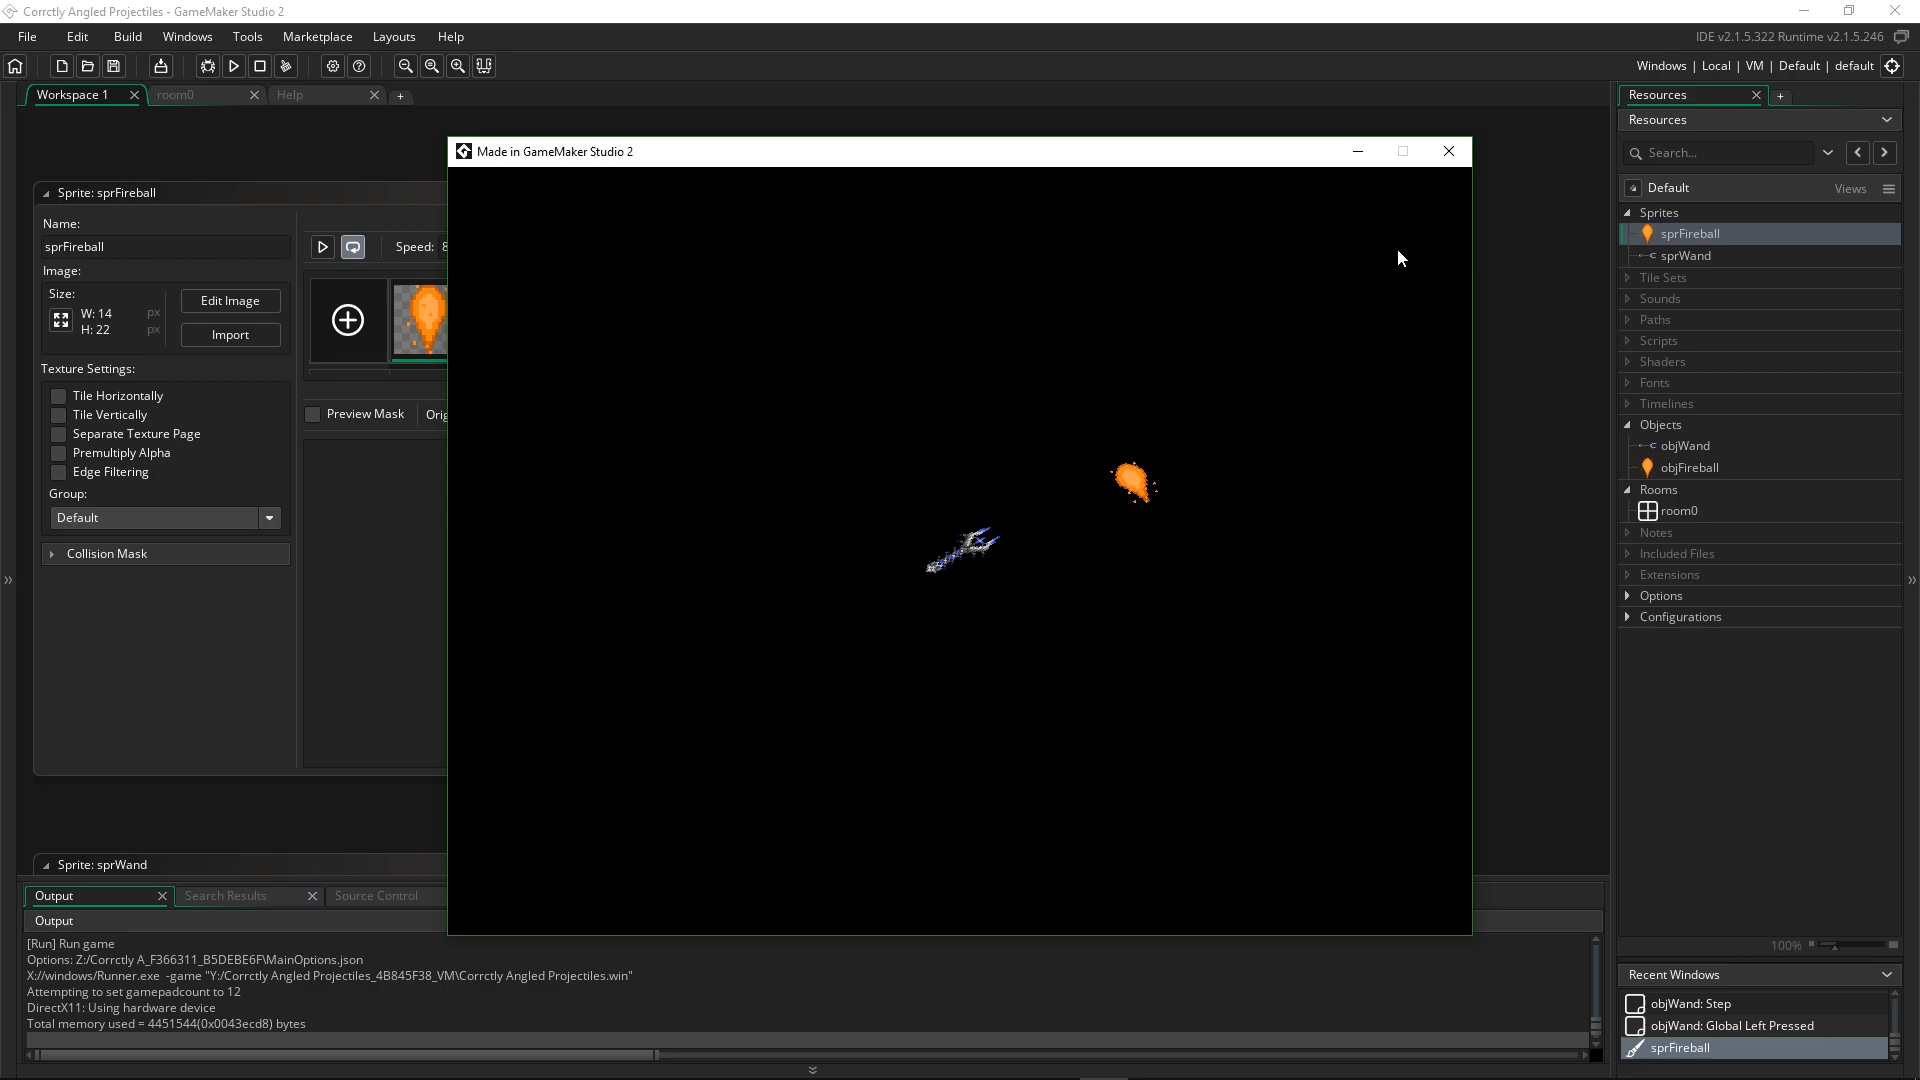 Corrctly Angled Projectiles - GameMaker Studio 2
File Edit Build Windows Tools Marketplace Layouts Help
IDE v2.1.5.322 Runtime v2.1.5.246
Windows | Local | VM | Default | default
Workspace 1
room0
Help
Resources
Resources
Made in GameMaker Studio 2
Search...
Default
Views
Sprite: sprFireball
Name:
sprFireball
Image:
Size:
W: 14 px
H: 22 px
Edit Image
Import
Speed: 8
Texture Settings:
Tile Horizontally
Tile Vertically
Separate Texture Page
Premultiply Alpha
Edge Filtering
Group:
Default
Collision Mask
Preview Mask
Orig
Sprites
sprFireball
sprWand
Tile Sets
Sounds
Paths
Scripts
Shaders
Fonts
Timelines
Objects
objWand
objFireball
Rooms
room0
Notes
Included Files
Extensions
Options
Configurations
Sprite: sprWand
Output
Search Results
Source Control
Output
[Run] Run game
Options: Z:/Corrctly A_F366311_B5DEBE6F\MainOptions.json
X://windows/Runner.exe -game "Y:/Corrctly Angled Projectiles_4B845F38_VM\Corrctly Angled Projectiles.win"
Attempting to set gamepadcount to 12
DirectX11: Using hardware device
Total memory used = 4451544(0x0043ecd8) bytes
100%
Recent Windows
objWand: Step
objWand: Global Left Pressed
sprFireball